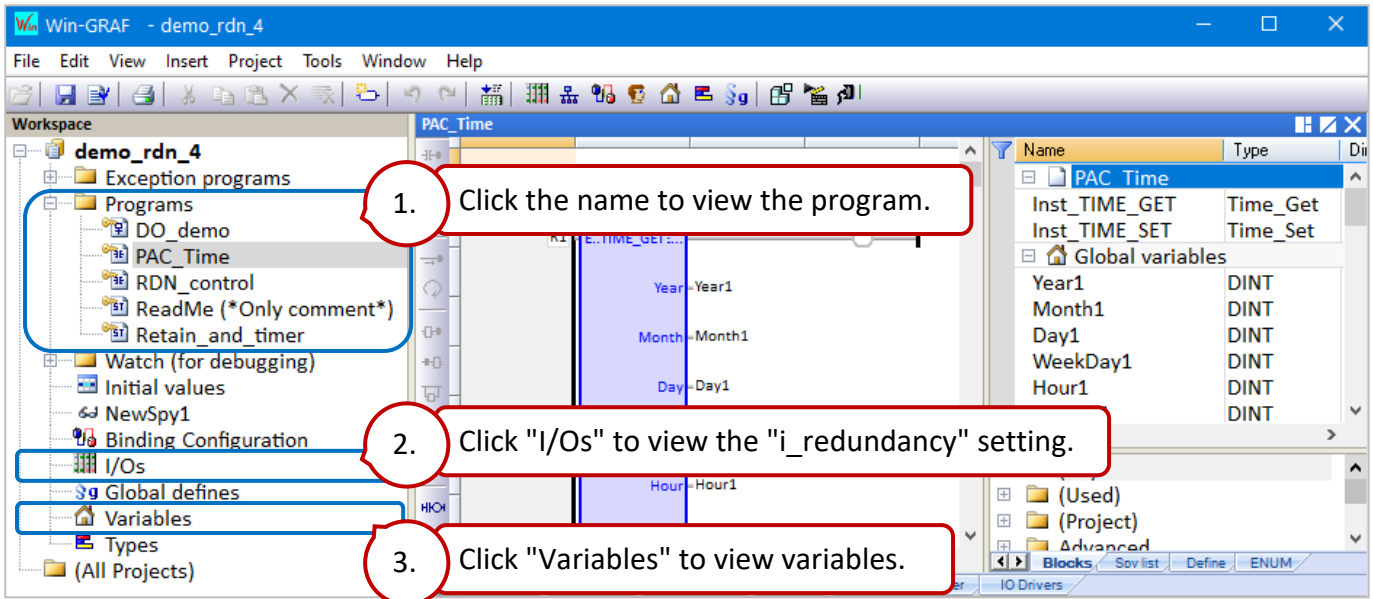 Win-GRAF - demo_rdn_4
File Edit View Insert Project Tools Window Help
Workspace
PAC_Time
demo_rdn_4
Exception programs
Programs
DO_demo
PAC_Time
RDN_control
ReadMe (*Only comment*)
Retain_and_timer
Watch (for debugging)
Initial values
NewSpy1
Binding Configuration
I/Os
Global defines
Variables
Types
(All Projects)
1. Click the name to view the program.
R1 E..TIME_GET:...
Year Year1
Month Month1
Day Day1
2. Click "I/Os" to view the "i_redundancy" setting.
Hour Hour1
3. Click "Variables" to view variables.
Name Type Di
PAC_Time
Inst_TIME_GET Time_Get
Inst_TIME_SET Time_Set
Global variables
Year1 DINT
Month1 DINT
Day1 DINT
WeekDay1 DINT
Hour1 DINT
DINT
(Used)
(Project)
Advanced
Blocks Spy list Define ENUM
er IO Drivers